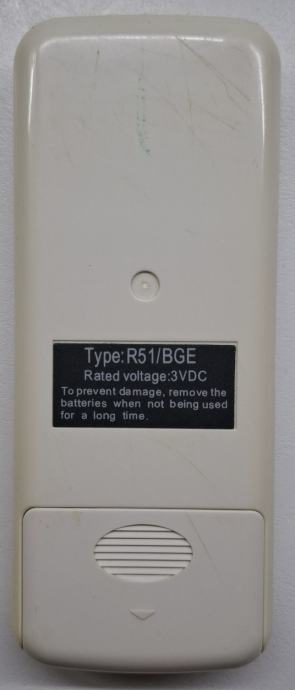 Type:R51/BGE
Rated voltage:3VDC
To prevent damage, remove the
batteries when not being used
for a long time.